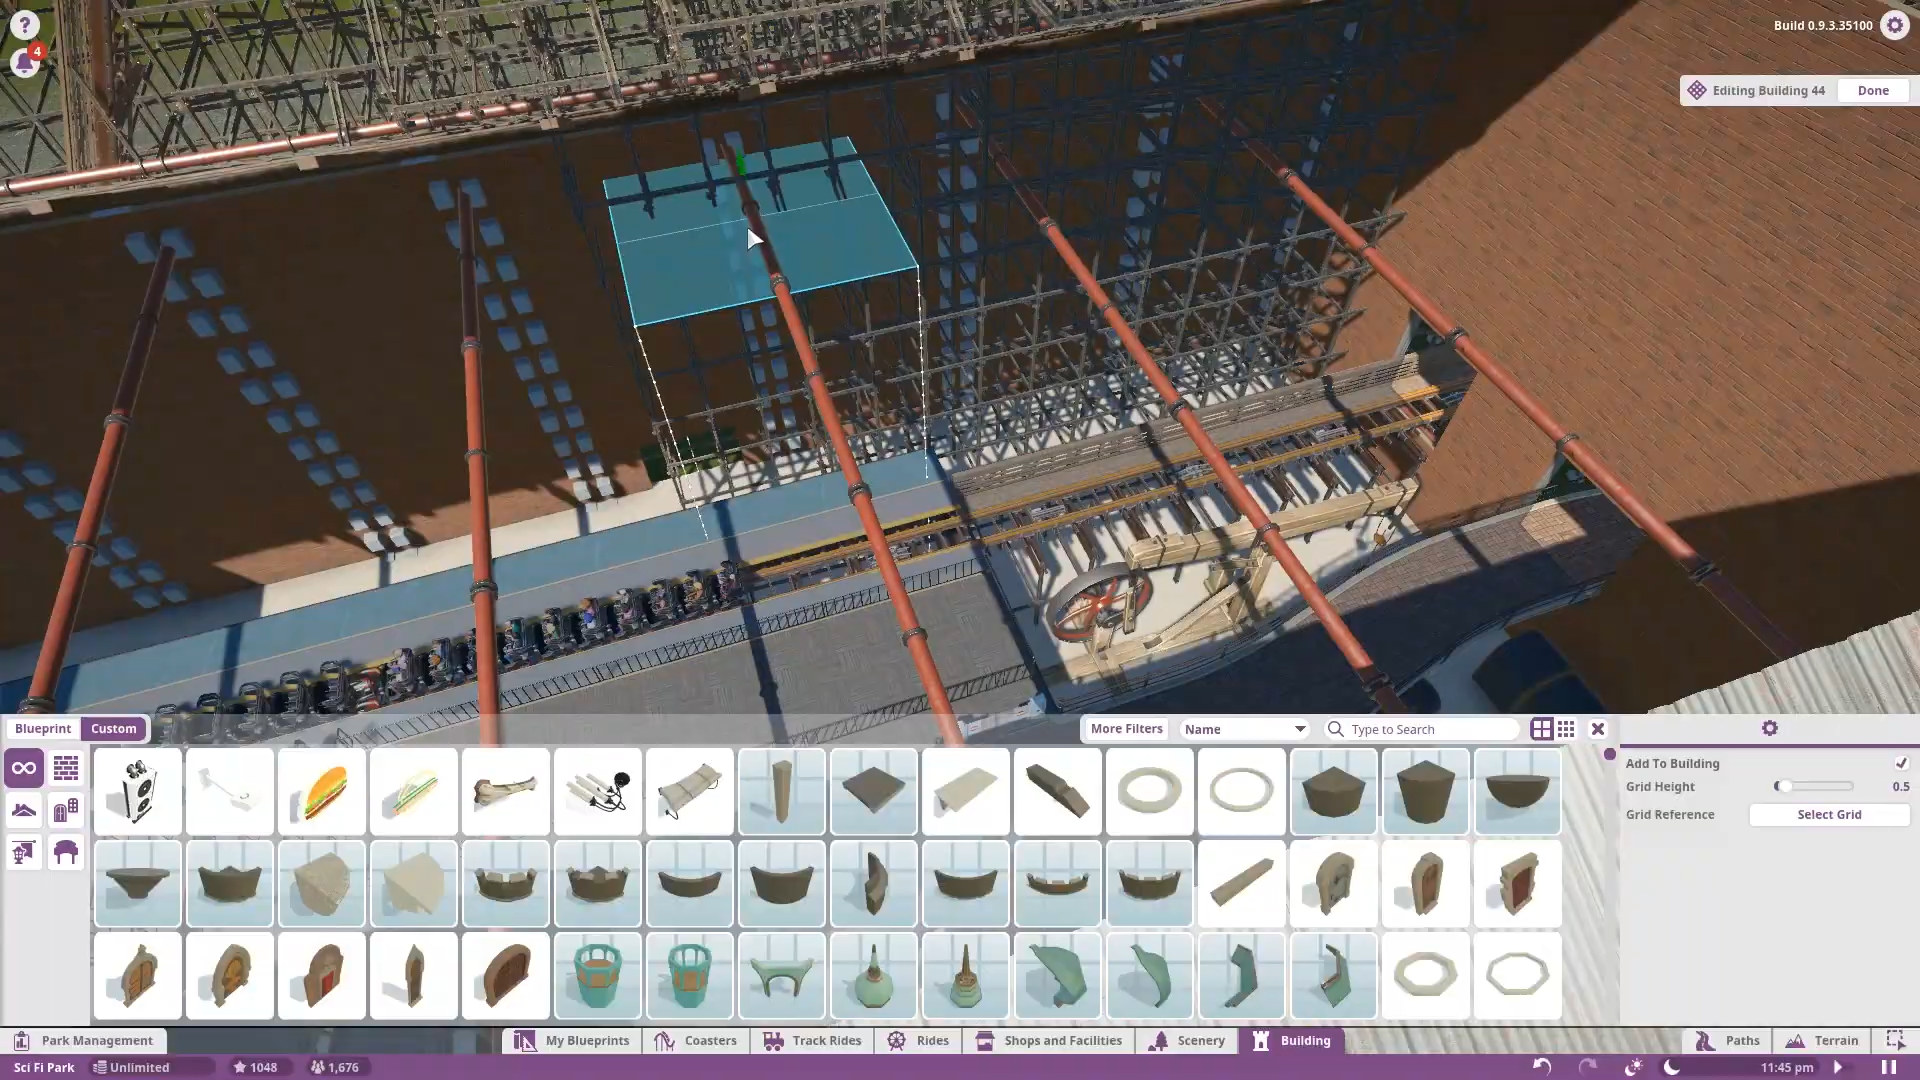 ?
4
Build 0.9.3.35100
Editing Building 44
Done
Blueprint
Custom
More Filters
Name
Type to Search
Add To Building
Grid Height
0.5
Grid Reference
Select Grid
Park Management
My Blueprints
Coasters
Track Rides
Rides
Shops and Facilities
Scenery
Building
Paths
Terrain
Sci Fi Park
Unlimited
1048
1,676
11:45 pm